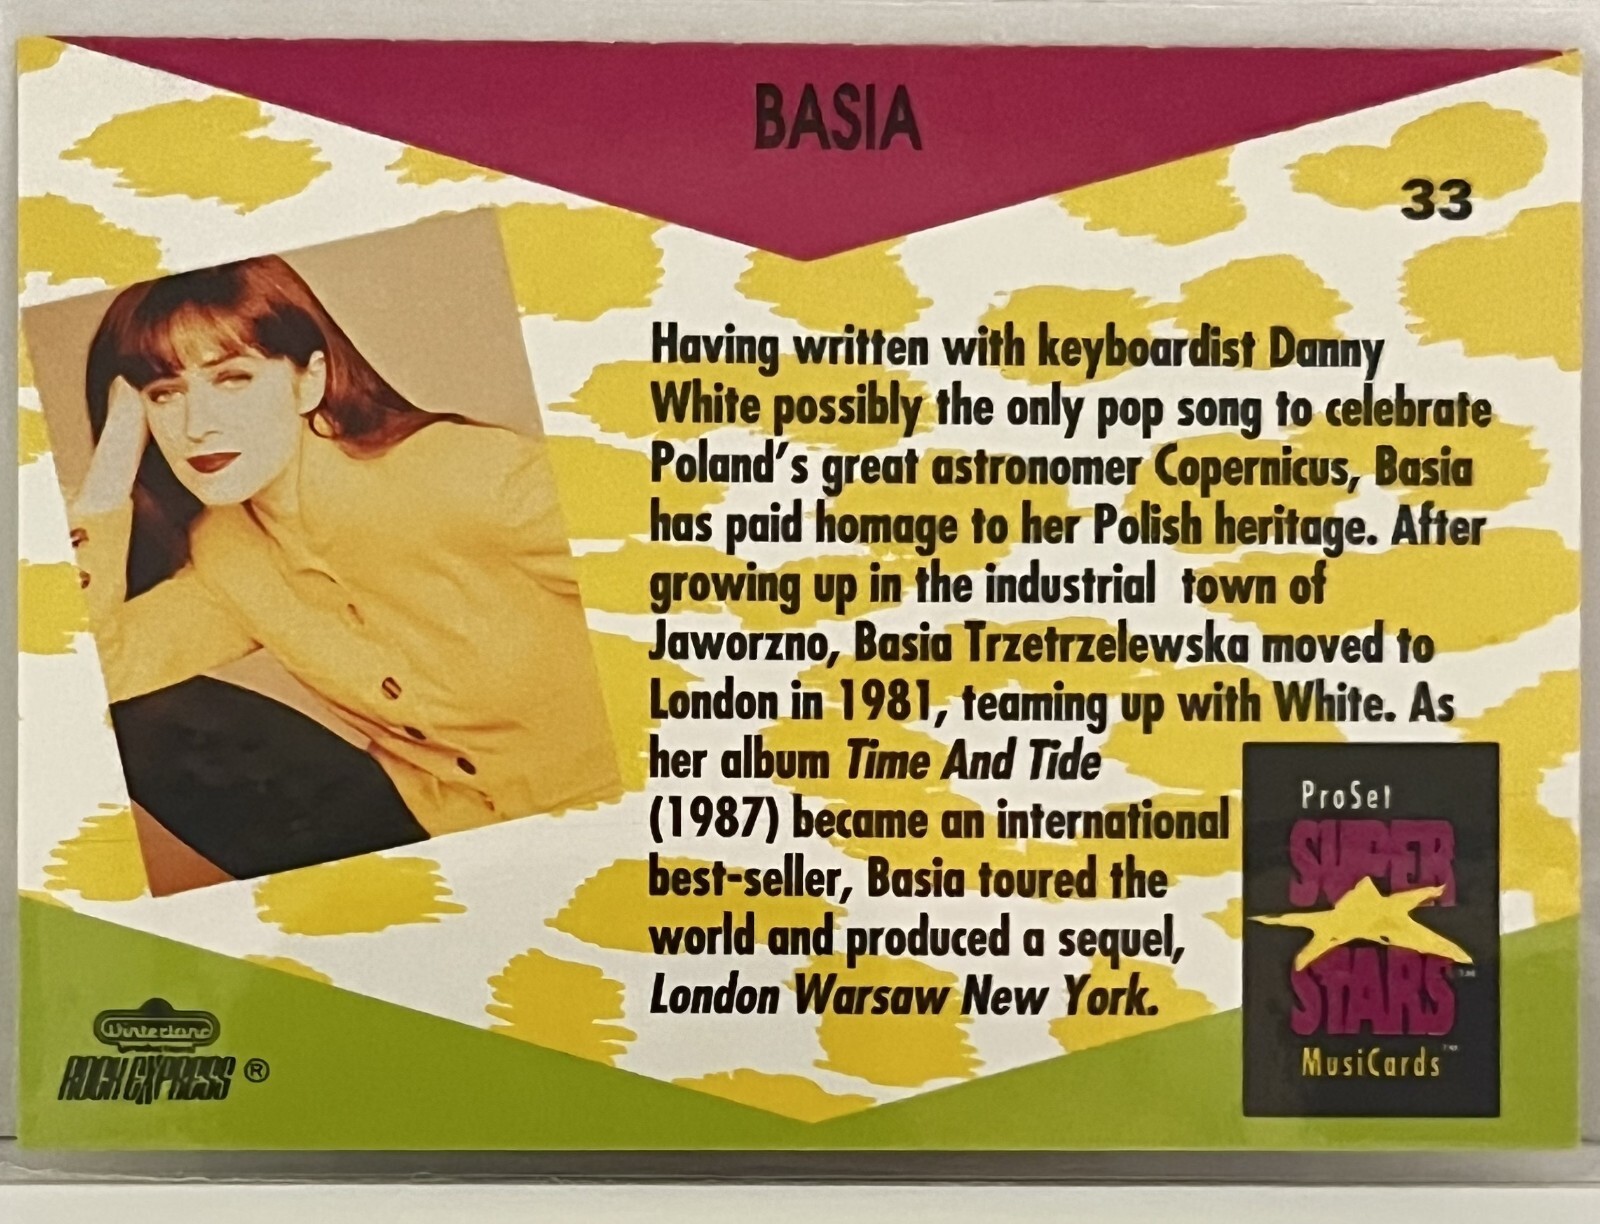 BASIA
33
Having written with keyboardist Danny
White possibly the only pop song to celebrate
Poland's great astronomer Copernicus, Basia
has paid homage to her Polish heritage. After
growing up in the industrial town of
Jaworzno, Basia Trzetrzelewska moved to
London in 1981, teaming up with White. As
her album Time And Tide
(1987) became an international
best-seller, Basia toured the
world and produced a sequel,
London Warsaw New York.
ProSet
SUPER
STARS™
MusiCards™
Winterland
ROCK EXPRESS ®